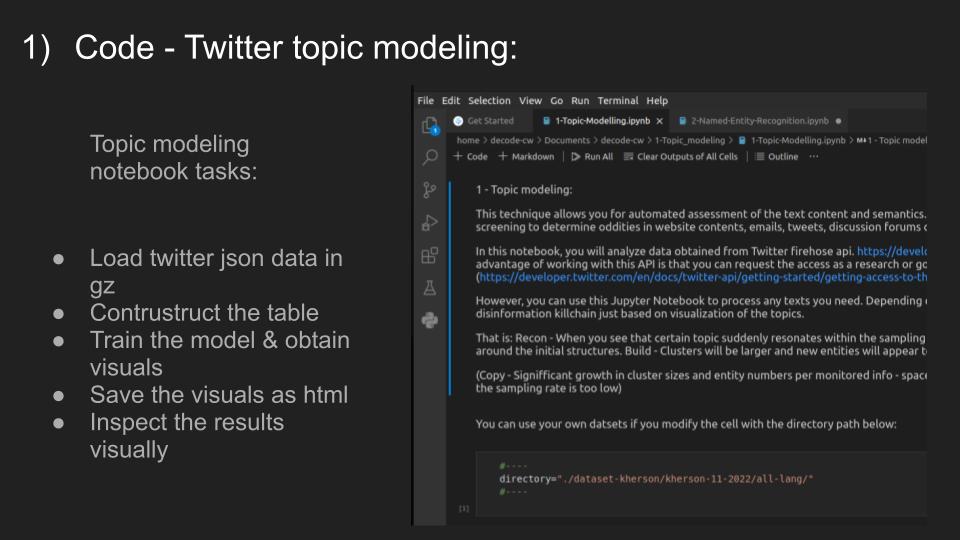 1) Code - Twitter topic modeling:
Topic modeling
notebook tasks:
● Load twitter json data in
gz
● Contrustruct the table
● Train the model & obtain
visuals
● Save the visuals as html
● Inspect the results
visually
File Edit Selection View Go Run Terminal Help
Get Started 1-Topic-Modelling.ipynb × 2-Named-Entity-Recognition.ipynb ●
home > decode-cw > Documents > decode-cw > 1-Topic_modeling > 1-Topic-Modelling.ipynb > M↓1 - Topic model
+ Code + Markdown | Run All Clear Outputs of All Cells | Outline ···
1
1 - Topic modeling:
This technique allows you for automated assessment of the text content and semantics.
screening to determine oddities in website contents, emails, tweets, discussion forums
In this notebook, you will analyze data obtained from Twitter firehose api. https://develo
advantage of working with this API is that you can request the access as a research or go
(https://developer.twitter.com/en/docs/twitter-api/getting-started/getting-access-to-th
However, you can use this Jupyter Notebook to process any texts you need. Depending
disinformation killchain just based on visualization of the topics.
That is: Recon - When you see that certain topic suddenly resonates within the sampling
around the initial structures. Build - Clusters will be larger and new entities will appear
(Copy - Signifficant growth in cluster sizes and entity numbers per monitored info - space
the sampling rate is too low)
You can use your own datsets if you modify the cell with the directory path below:
#----
directory="./dataset-kherson/kherson-11-2022/all-lang/"
#----
[1]